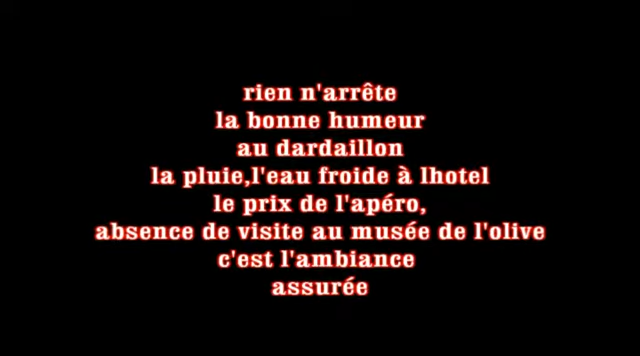 rien n'arrête
la bonne humeur
au dardaillon
la pluie,l'eau froide à lhotel
le prix de l'apéro,
absence de visite au musée de l'olive
c'est l'ambiance
assurée